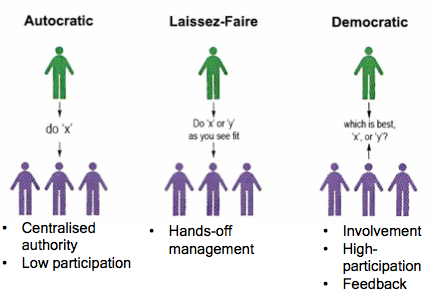 Autocratic
do 'x'
• Centralised
authority
• Low participation
Laissez-Faire
Do 'x' or 'y'
as you see fit
• Hands-off
management
Democratic
which is best,
'x', or 'y'?
• Involvement
• High-
participation
• Feedback